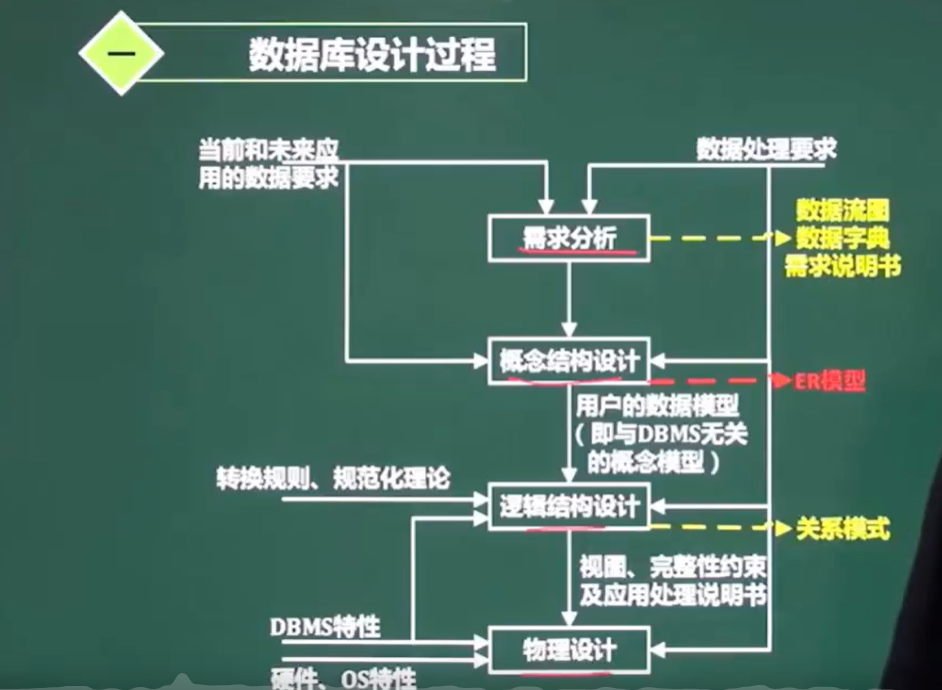 一
数据库设计过程
当前和未来应
用的数据要求
数据处理要求
需求分析
数据流图
数据字典
需求说明书
概念结构设计
ER模型
用户的数据模型
（即与DBMS无关
的概念模型）
转换规则、规范化理论
逻辑结构设计
关系模式
视图、完整性约束
及应用处理说明书
DBMS特性
物理设计
硬件、OS特性